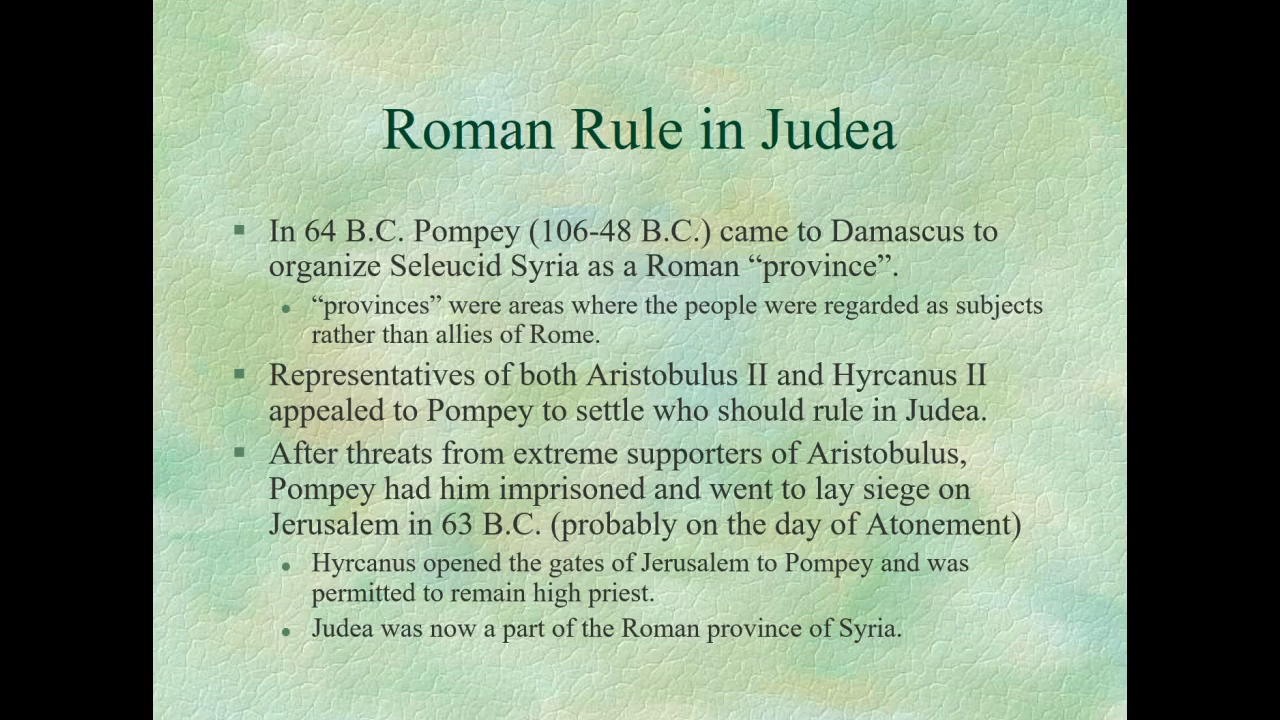 Roman Rule in Judea
In 64 B.C. Pompey (106-48 B.C.) came to Damascus to
organize Seleucid Syria as a Roman “province”.
“provinces” were areas where the people were regarded as subjects
rather than allies of Rome.
Representatives of both Aristobulus II and Hyrcanus II
appealed to Pompey to settle who should rule in Judea.
After threats from extreme supporters of Aristobulus,
Pompey had him imprisoned and went to lay siege on
Jerusalem in 63 B.C. (probably on the day of Atonement)
Hyrcanus opened the gates of Jerusalem to Pompey and was
permitted to remain high priest.
Judea was now a part of the Roman province of Syria.